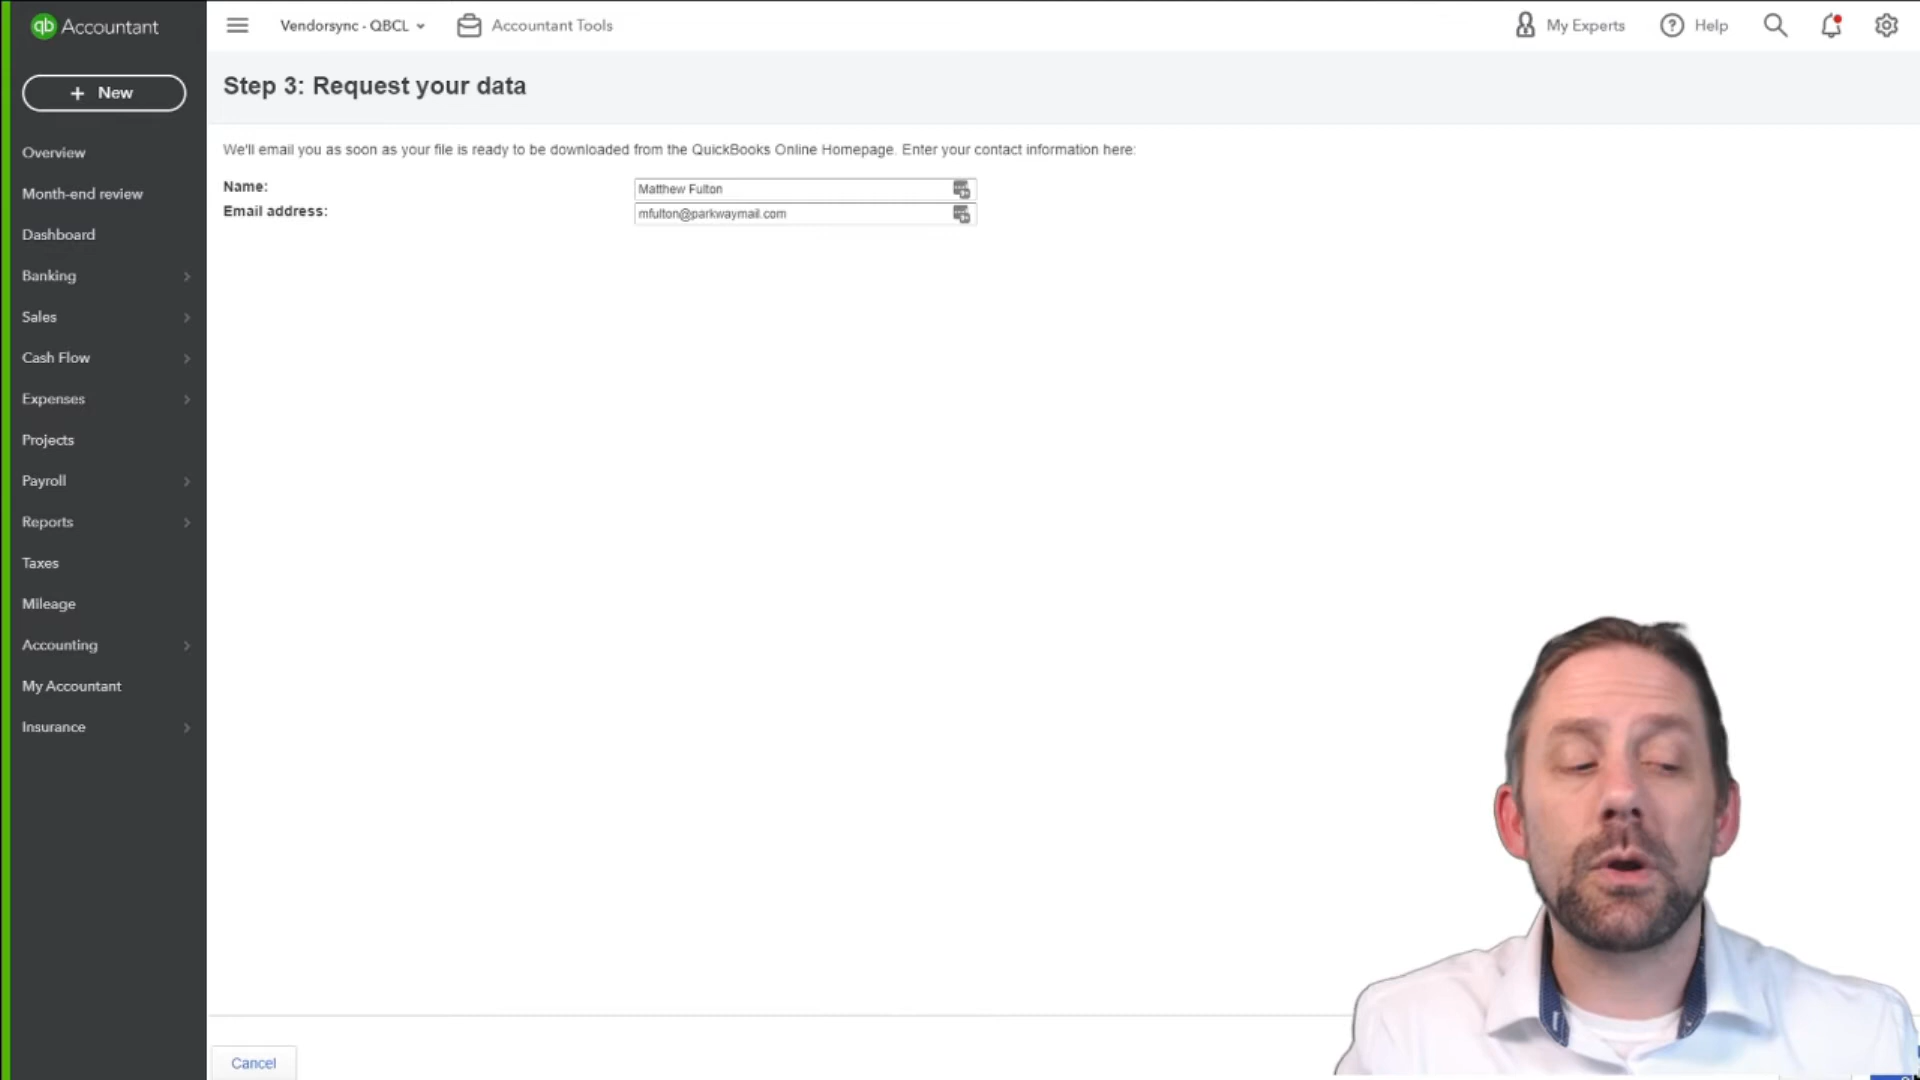 qb Accountant
Vendorsync - QBCL
Accountant Tools
My Experts
Help
+ New
Step 3: Request your data
We'll email you as soon as your file is ready to be downloaded from the QuickBooks Online Homepage. Enter your contact information here:
Name:
Matthew Fulton
Email address:
mfulton@parkwaymail.com
Overview
Month-end review
Dashboard
Banking
Sales
Cash Flow
Expenses
Projects
Payroll
Reports
Taxes
Mileage
Accounting
My Accountant
Insurance
Cancel